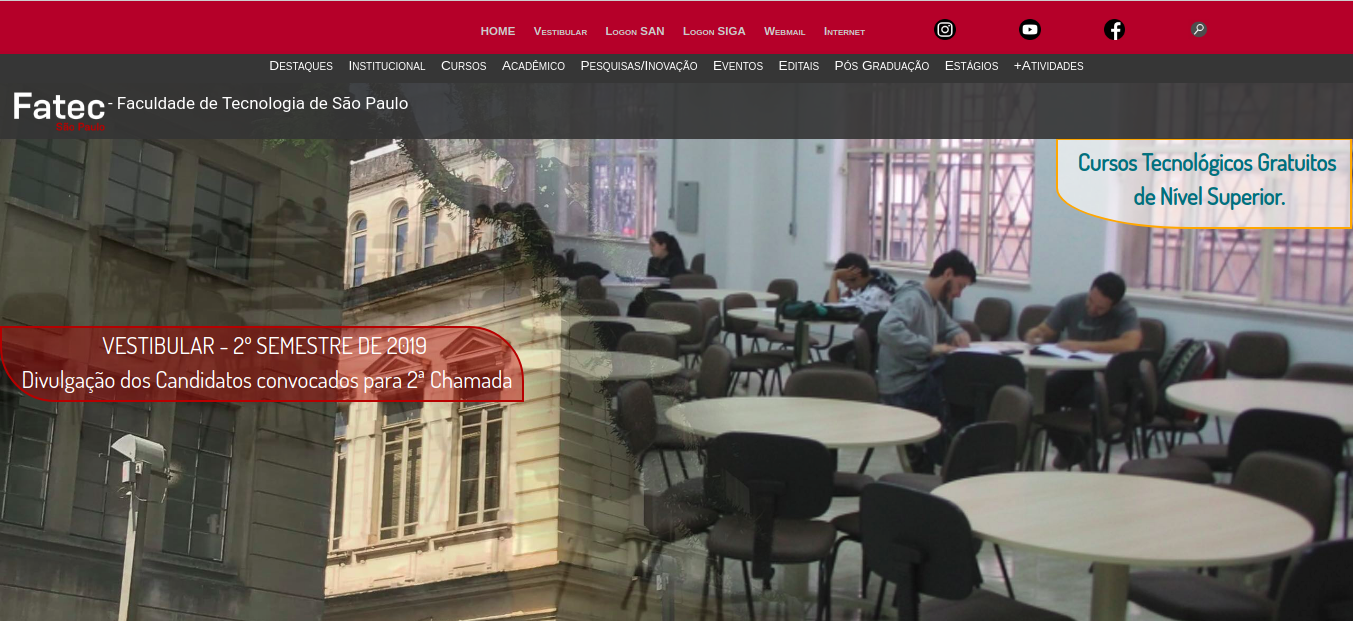 HOME Vestibular Logon SAN Logon SIGA Webmail Internet
Destaques Institucional Cursos Acadêmico Pesquisas/Inovação Eventos Editais Pós Graduação Estágios +Atividades
Fatec - Faculdade de Tecnologia de São Paulo
São Paulo
Cursos Tecnológicos Gratuitos
de Nível Superior.
VESTIBULAR - 2º SEMESTRE DE 2019
Divulgação dos Candidatos convocados para 2ª Chamada